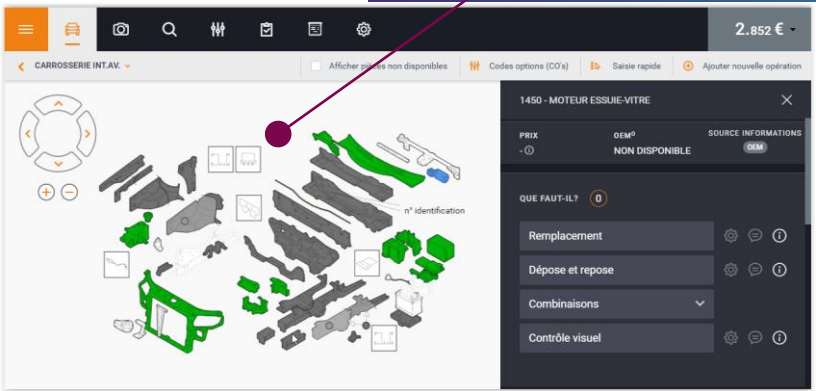 2.852 €
CARROSSERIE INT.AV.
Afficher pièces non disponibles
Codes options (CO's)
Saisie rapide
Ajouter nouvelle opération
1450 - MOTEUR ESSUIE-VITRE
PRIX
OEM
SOURCE INFORMATIONS
-
NON DISPONIBLE
OEM
QUE FAUT-IL? 0
n° identification
Remplacement
Dépose et repose
Combinaisons
Contrôle visuel